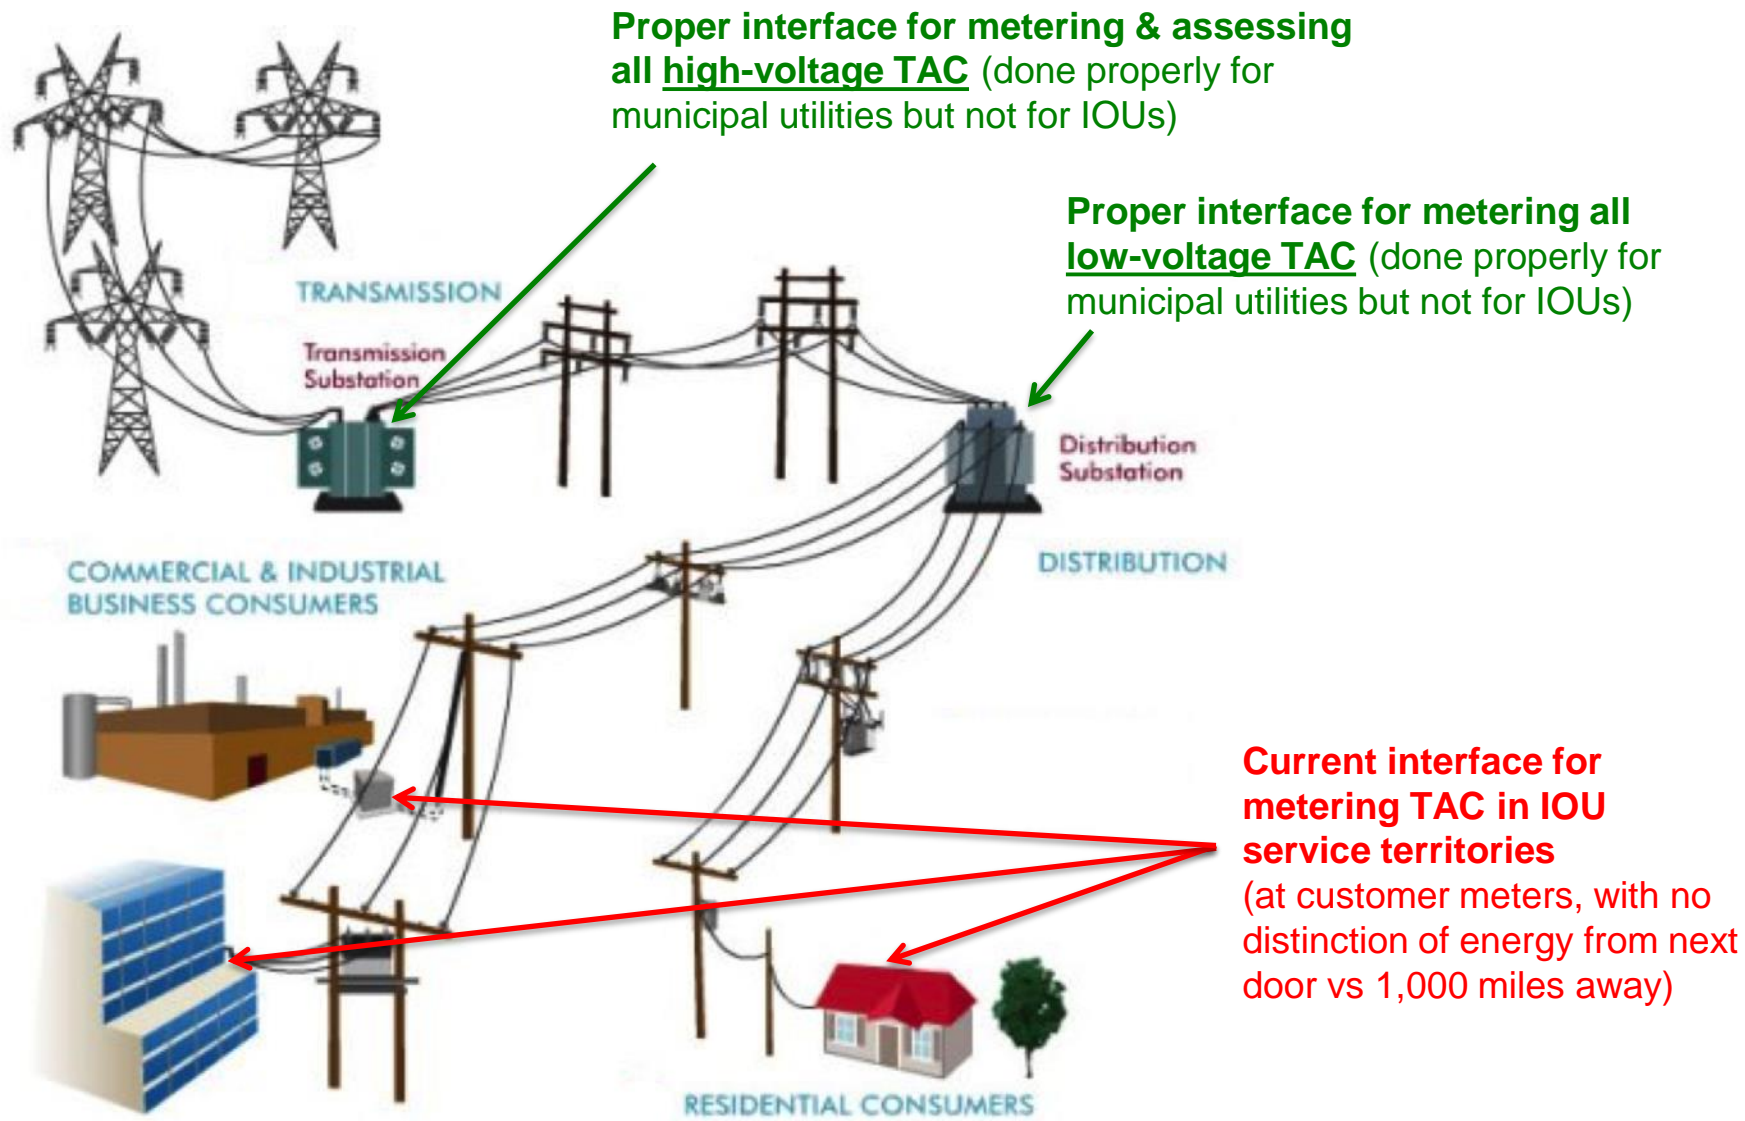 Proper interface for metering & assessing
all high-voltage TAC (done properly for
municipal utilities but not for IOUs)
Proper interface for metering all
low-voltage TAC (done properly for
municipal utilities but not for IOUs)
TRANSMISSION
Transmission
Substation
Distribution
Substation
DISTRIBUTION
COMMERCIAL & INDUSTRIAL
BUSINESS CONSUMERS
Current interface for
metering TAC in IOU
service territories
(at customer meters, with no
distinction of energy from next
door vs 1,000 miles away)
RESIDENTIAL CONSUMERS